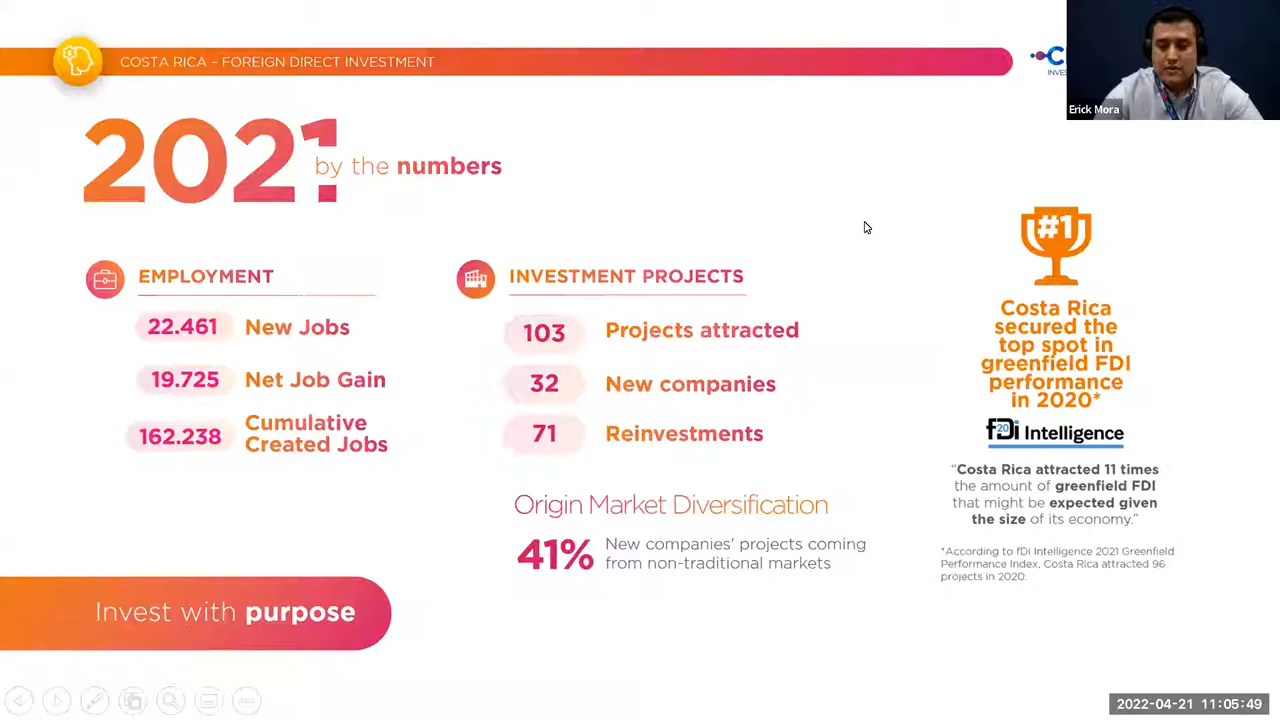 COSTA RICA – FOREIGN DIRECT INVESTMENT
Erick Mora
2021
by the numbers
EMPLOYMENT
22.461 New Jobs
19.725 Net Job Gain
162.238 Cumulative
Created Jobs
INVESTMENT PROJECTS
103 Projects attracted
32 New companies
71 Reinvestments
Origin Market Diversification
41% New companies' projects coming
from non-traditional markets
#1
Costa Rica
secured the
top spot in
greenfield FDI
performance
in 2020*
fDi Intelligence
"Costa Rica attracted 11 times
the amount of greenfield FDI
that might be expected given
the size of its economy."
*According to fDi Intelligence 2021 Greenfield
Performance Index, Costa Rica attracted 96
projects in 2020.
Invest with purpose
2022-04-21 11:05:49